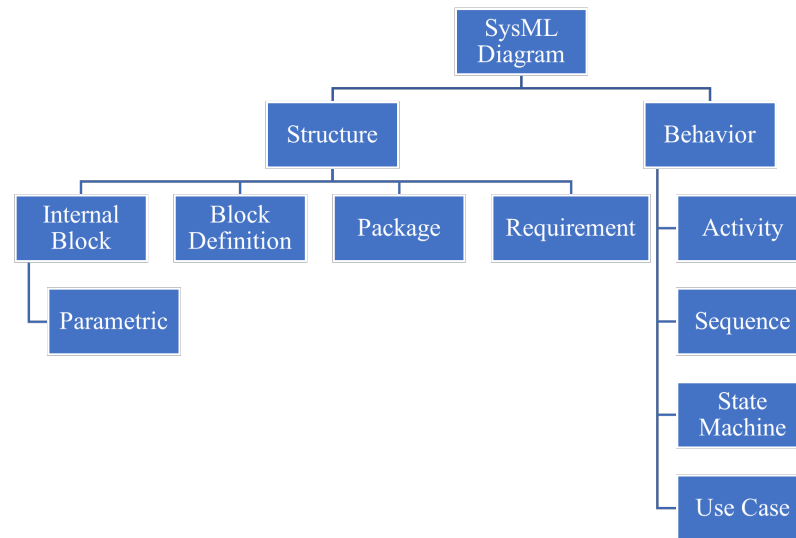 SysML
Diagram
Structure
Behavior
Internal
Block
Block
Definition
Package
Requirement
Activity
Parametric
Sequence
State
Machine
Use Case